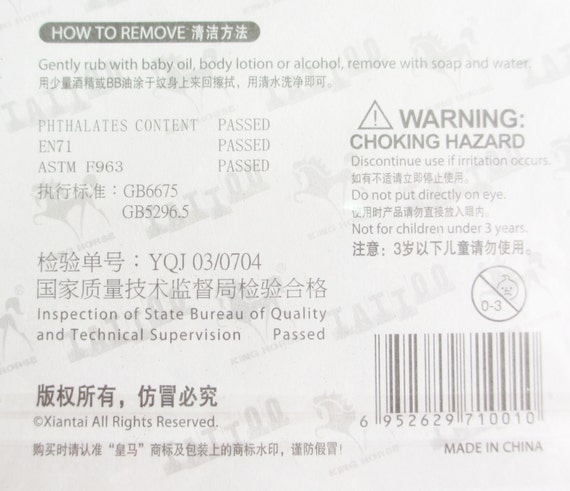 HOW TO REMOVE 清洁方法
Gently rub with baby oil, body lotion or alcohol, remove with soap and water.
用少量酒精或BB油涂于纹身上来回擦拭，用清水洗净即可。
PHTHALATES CONTENT PASSED
EN71 PASSED
ASTM F963 PASSED
执行标准：GB6675
GB5296.5
WARNING:
CHOKING HAZARD
Discontinue use if irritation occurs.
如有不适请立即停止使用。
Do not put directly on eye.
使用时产品请勿直接放入眼内。
Not for children under 3 years.
注意：3岁以下儿童请勿使用。
0-3
检验单号：YQJ 03/0704
国家质量技术监督局检验合格
Inspection of State Bureau of Quality
and Technical Supervision Passed
版权所有，仿冒必究
©Xiantai All Rights Reserved.
购买时请认准“皇马”商标及包装上的商标水印，谨防假冒！
6 952629 710010
MADE IN CHINA
TATTOO
KING HORSE